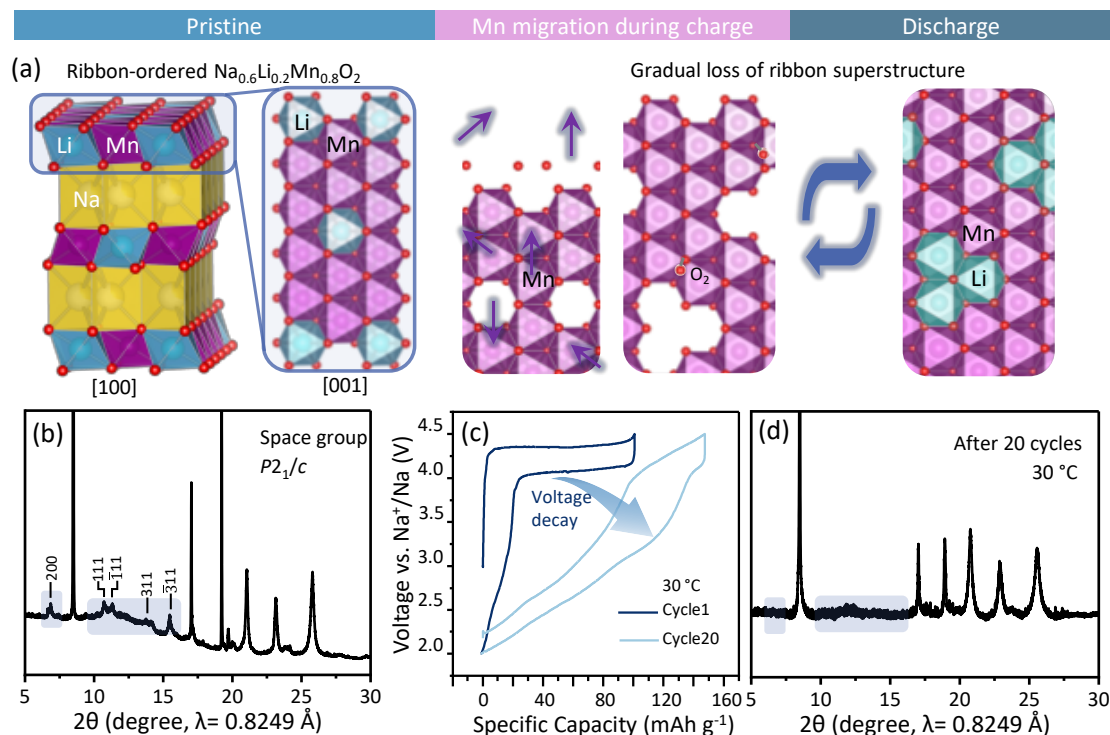 Pristine
Mn migration during charge
Discharge
(a)
Ribbon-ordered Na0.6Li0.2Mn0.8O2
Gradual loss of ribbon superstructure
Li
Mn
Na
[100]
Li
Mn
[001]
Mn
O2
Mn
Li
(b)
Space group
P21/c
200
111
1̅11
311
3̅11
5
10
15
20
25
30
2θ (degree, λ= 0.8249 Å)
(c)
Voltage vs. Na+/Na (V)
4.5
4.0
3.5
3.0
2.5
2.0
Voltage
decay
30 °C
Cycle1
Cycle20
0
40
80
120
160
Specific Capacity (mAh g-1)
(d)
After 20 cycles
30 °C
5
10
15
20
25
30
2θ (degree, λ= 0.8249 Å)